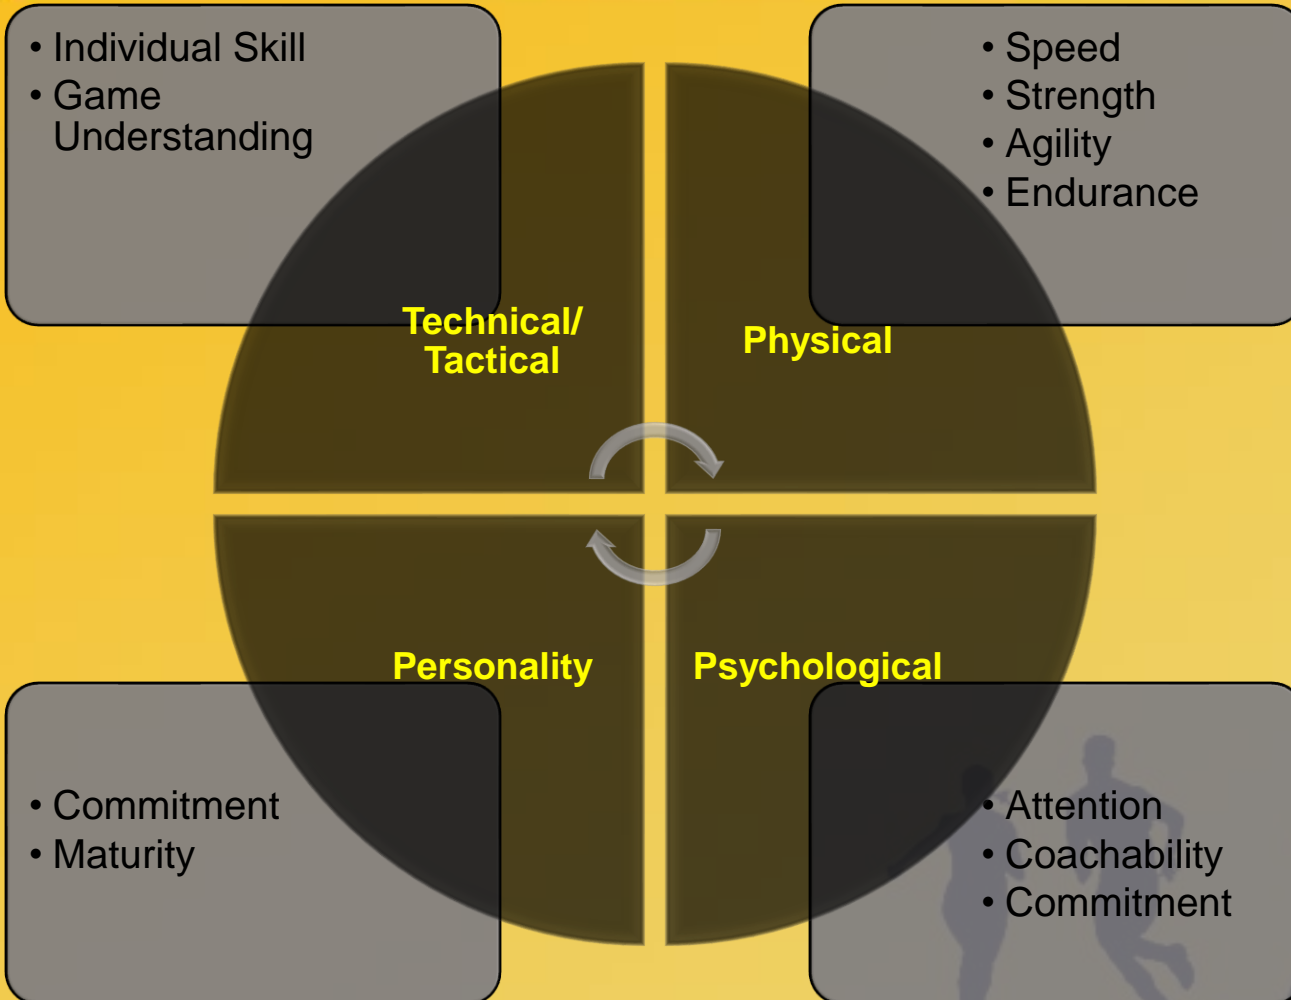 • Individual Skill
• Game
Understanding
• Speed
• Strength
• Agility
• Endurance
Technical/
Tactical
Physical
Personality
Psychological
• Commitment
• Maturity
• Attention
• Coachability
• Commitment